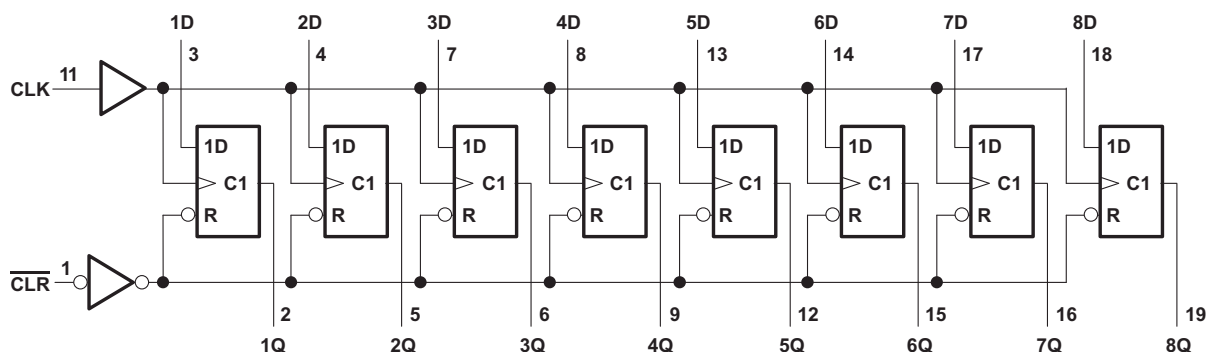 1D 2D 3D 4D 5D 6D 7D 8D
3 4 7 8 13 14 17 18
CLK 11
1D 1D 1D 1D 1D 1D 1D 1D
C1 C1 C1 C1 C1 C1 C1 C1
R R R R R R R R
CLR 1
2 5 6 9 12 15 16 19
1Q 2Q 3Q 4Q 5Q 6Q 7Q 8Q